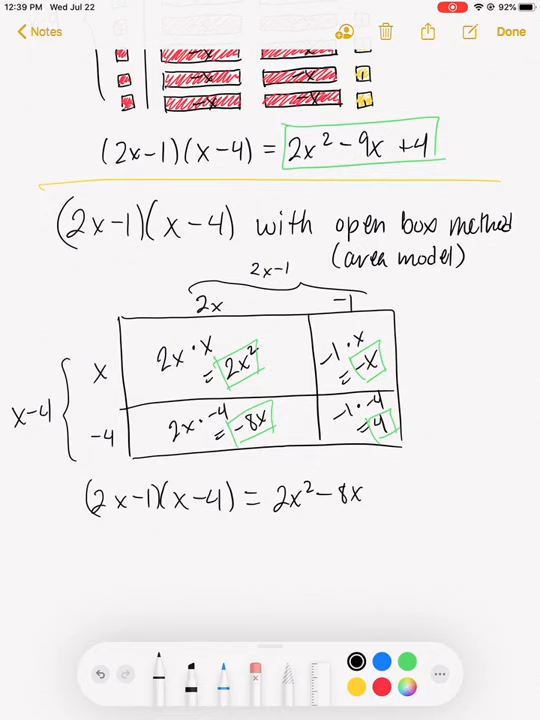 12:39 PM Wed Jul 22
92%
Notes
Done
-x -x
-x -x
-x -x
(2x-1)(x-4) = 2x² - 9x + 4
(2x-1)(x-4) with open box method
(area model)
2x-1
2x -1
x 2x·x -1·x
= 2x² = -x
x-4
-4 2x·-4 -1·-4
= -8x = 4
(2x-1)(x-4) = 2x² - 8x